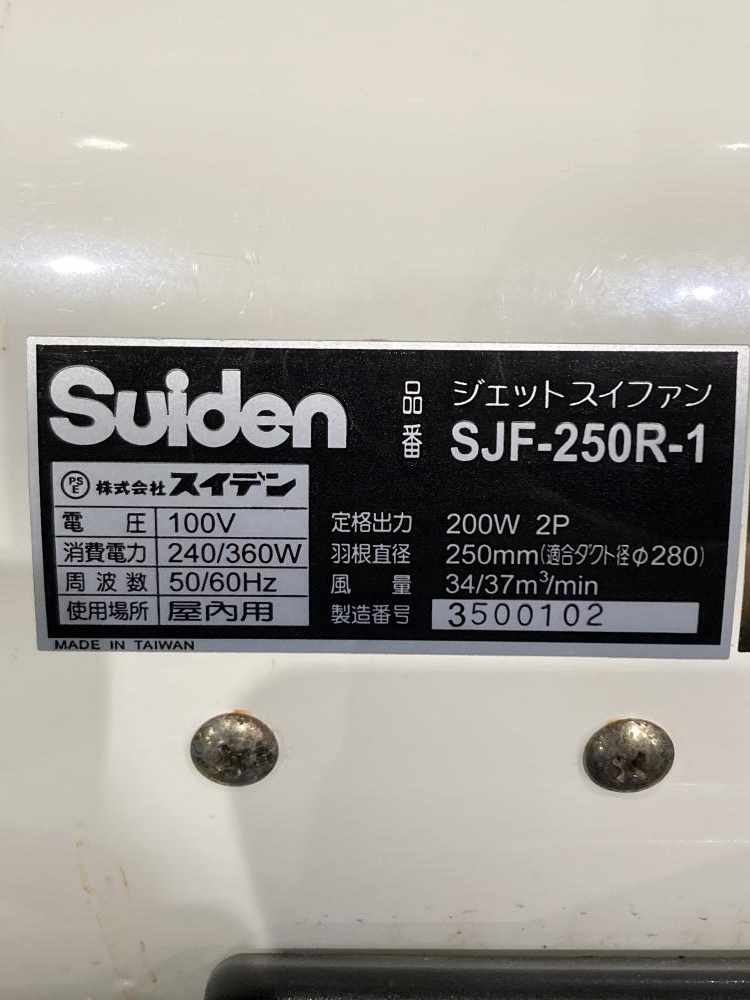 Suiden
品番
ジェットスイファン
SJF-250R-1
PSE 株式会社スイデン
電 圧 100V
消費電力 240/360W
周波数 50/60Hz
使用場所 屋内用
定格出力 200W 2P
羽根直径 250mm(適合ダクト径φ280)
風 量 34/37m³/min
製造番号 3500102
MADE IN TAIWAN